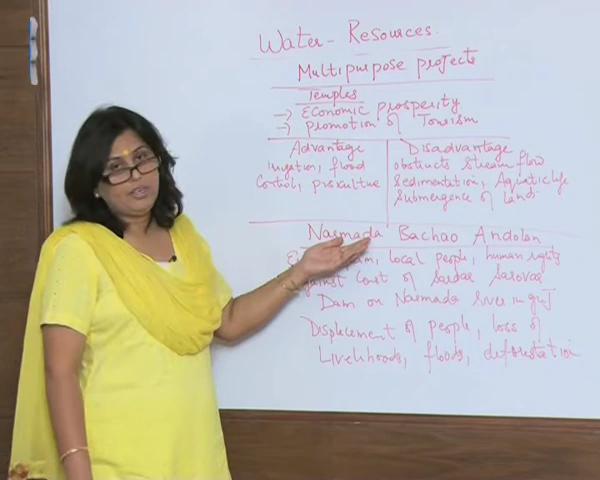 Water - Resources.
Multipurpose projects
Temples
→ Economic prosperity
→ promotion of Tourism
Advantage
Irrigation, flood
Control, pisciculture
Disadvantage
obstructs stream flow
Sedimentation, Aquatic life
Submergence of land
Narmada Bachao Andolan
local people, human rights
Const of Sardar Sarovar
Dam on Narmada River in guj
Displacement of people, loss of
Livelihoods, floods, deforestation